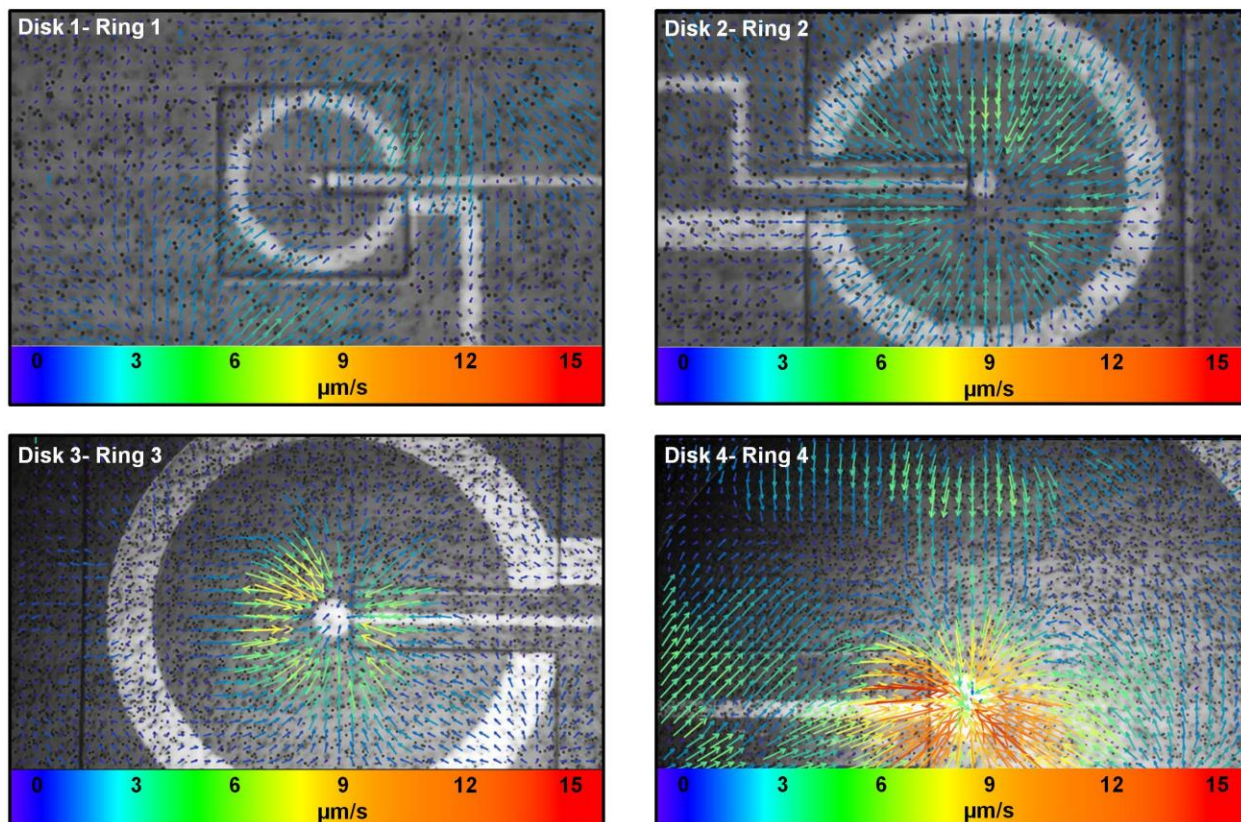 Disk 1- Ring 1
0 3 6 9 12 15
µm/s
Disk 2- Ring 2
0 3 6 9 12 15
µm/s
Disk 3- Ring 3
0 3 6 9 12 15
µm/s
Disk 4- Ring 4
0 3 6 9 12 15
µm/s